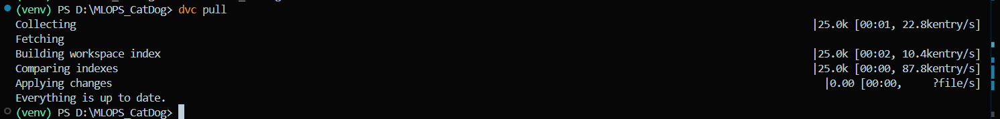 (venv) PS D:\MLOPS_CatDog> dvc pull
Collecting |25.0k [00:01, 22.8kentry/s]
Fetching
Building workspace index |25.0k [00:02, 10.4kentry/s]
Comparing indexes |25.0k [00:00, 87.8kentry/s]
Applying changes |0.00 [00:00, ?file/s]
Everything is up to date.
(venv) PS D:\MLOPS_CatDog>